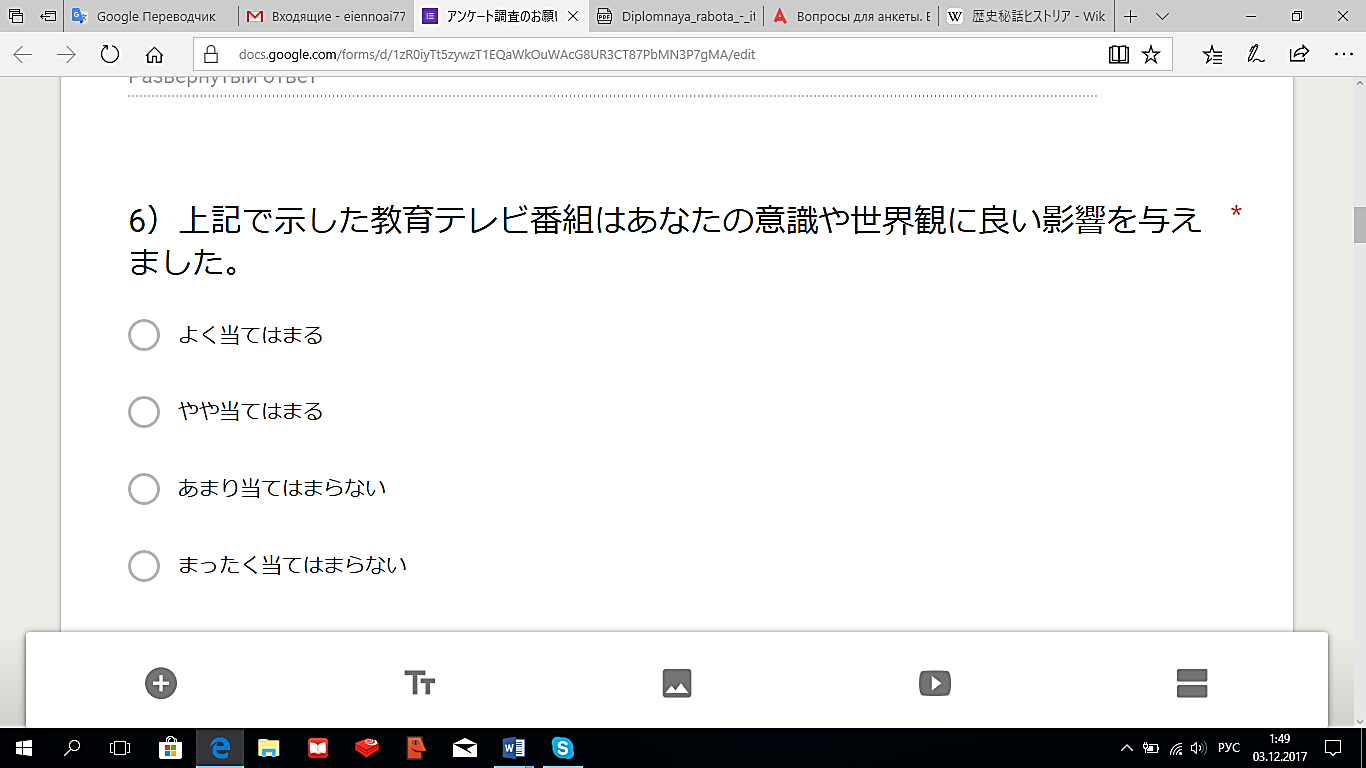 Google Переводчик
Входящие - eiennoai77
アンケート調査のお願い
Diplomnaya_rabota_-_it
Вопросы для анкеты. Е
歴史秘話ヒストリア - Wik
docs.google.com/forms/d/1zR0iyTt5zywzT1EQaWkOuWAcG8UR3CT87PbMN3P7gMA/edit
Развернутый ответ
6）上記で示した教育テレビ番組はあなたの意識や世界観に良い影響を与え *
ました。
よく当てはまる
やや当てはまる
あまり当てはまらない
まったく当てはまらない
РУС
1:49
03.12.2017